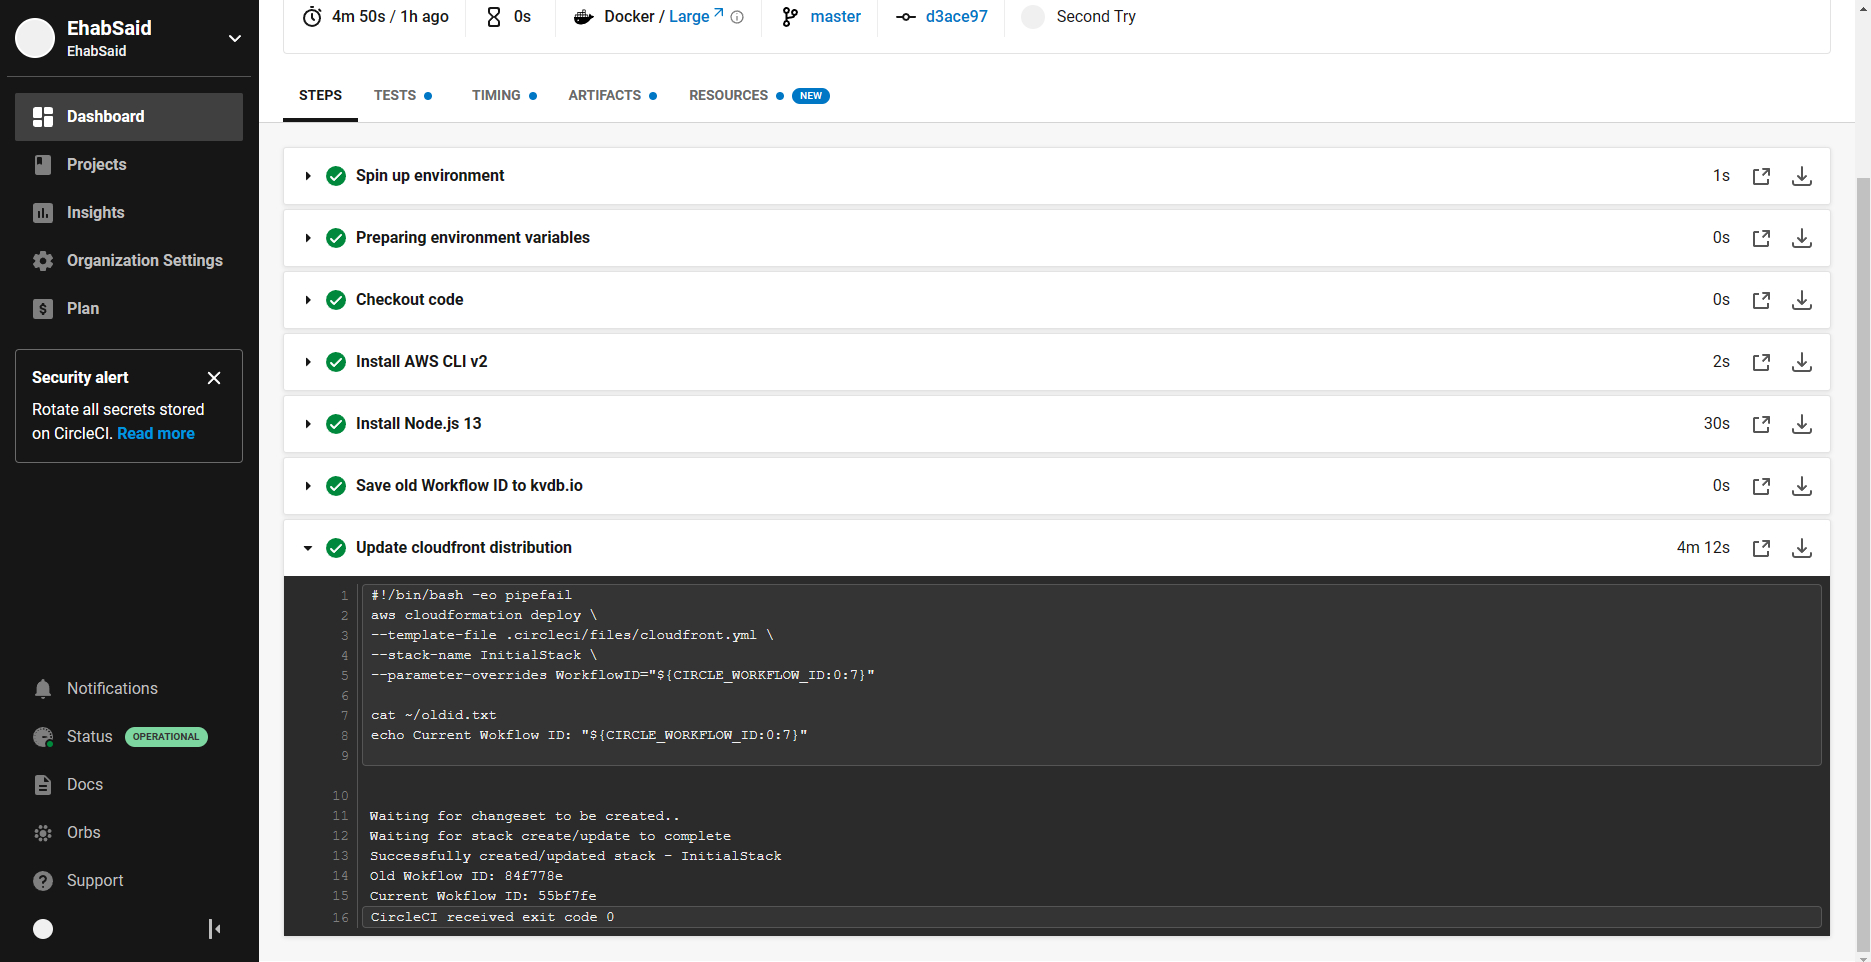 EhabSaid
EhabSaid
Dashboard
Projects
Insights
Organization Settings
Plan
Security alert
Rotate all secrets stored
on CircleCI. Read more
Notifications
Status OPERATIONAL
Docs
Orbs
Support
4m 50s / 1h ago
0s
Docker / Large
master
d3ace97
Second Try
STEPS
TESTS
TIMING
ARTIFACTS
RESOURCES NEW
Spin up environment 1s
Preparing environment variables 0s
Checkout code 0s
Install AWS CLI v2 2s
Install Node.js 13 30s
Save old Workflow ID to kvdb.io 0s
Update cloudfront distribution 4m 12s
1 #!/bin/bash -eo pipefail
2 aws cloudformation deploy \
3 --template-file .circleci/files/cloudfront.yml \
4 --stack-name InitialStack \
5 --parameter-overrides WorkflowID="${CIRCLE_WORKFLOW_ID:0:7}"
6
7 cat ~/oldid.txt
8 echo Current Wokflow ID: "${CIRCLE_WORKFLOW_ID:0:7}"
9
10
11 Waiting for changeset to be created..
12 Waiting for stack create/update to complete
13 Successfully created/updated stack - InitialStack
14 Old Wokflow ID: 84f778e
15 Current Wokflow ID: 55bf7fe
16 CircleCI received exit code 0